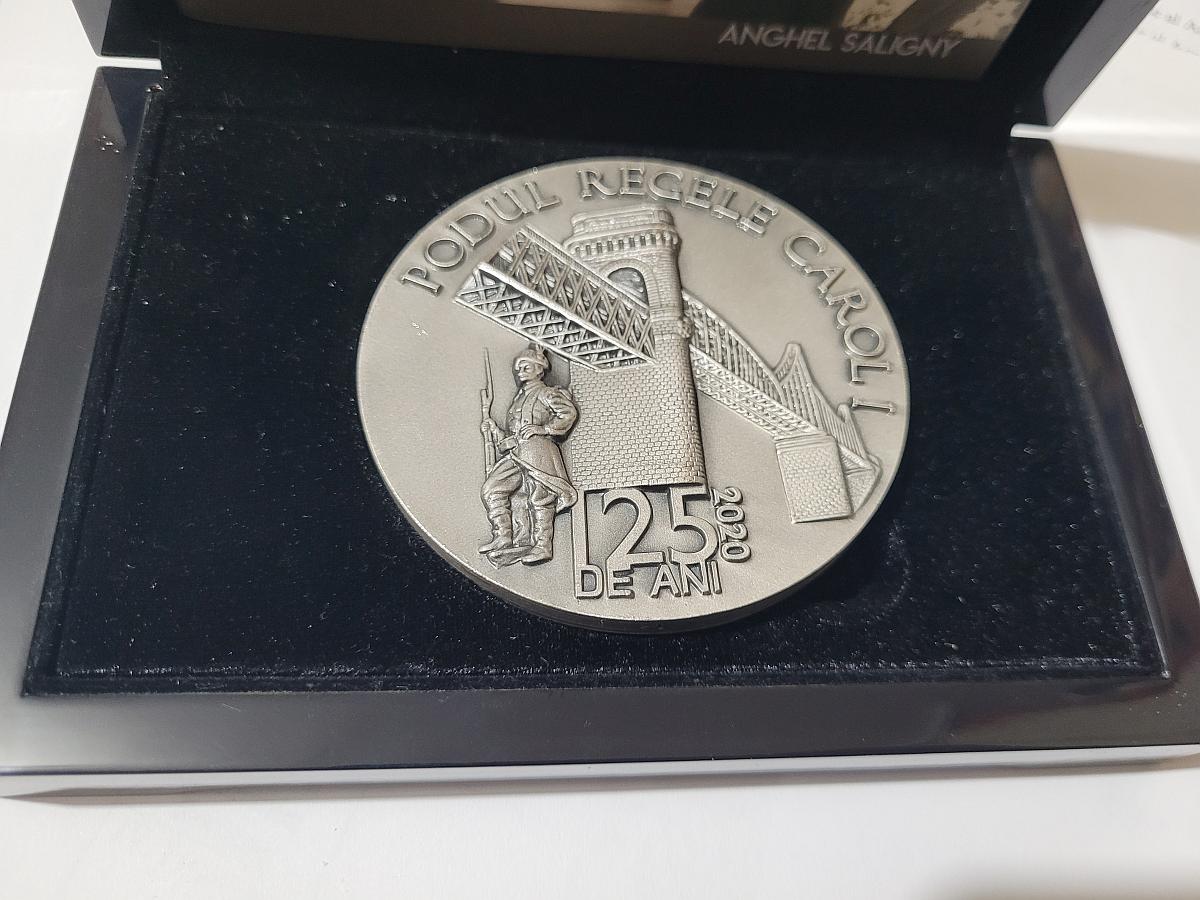 ANGHEL SALIGNY
PODUL REGELE CAROL I
125
2020
DE ANI